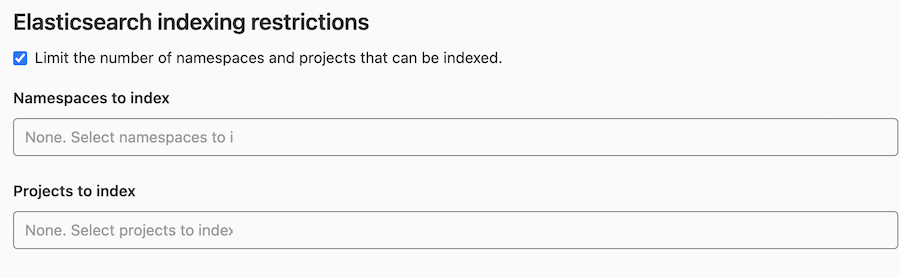 Elasticsearch indexing restrictions
Limit the number of namespaces and projects that can be indexed.
Namespaces to index
None. Select namespaces to i
Projects to index
None. Select projects to index